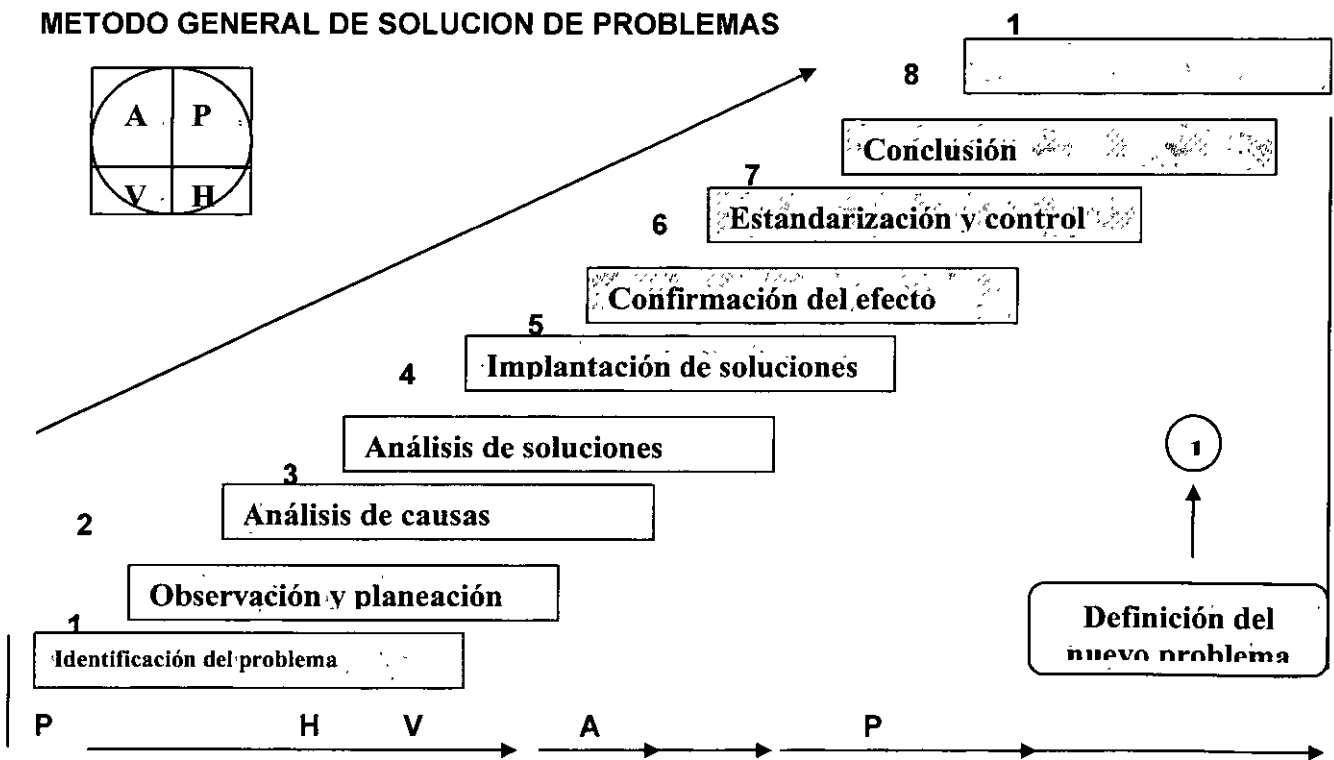 METODO GENERAL DE SOLUCION DE PROBLEMAS
1
8
A P
V H
Conclusión
7
6
Estandarización y control
Confirmación del efecto
5
Implantación de soluciones
4
Análisis de soluciones
3
Análisis de causas
2
Observación y planeación
1
Identificación del problema
1
Definición del
nuevo problema
P H V A P